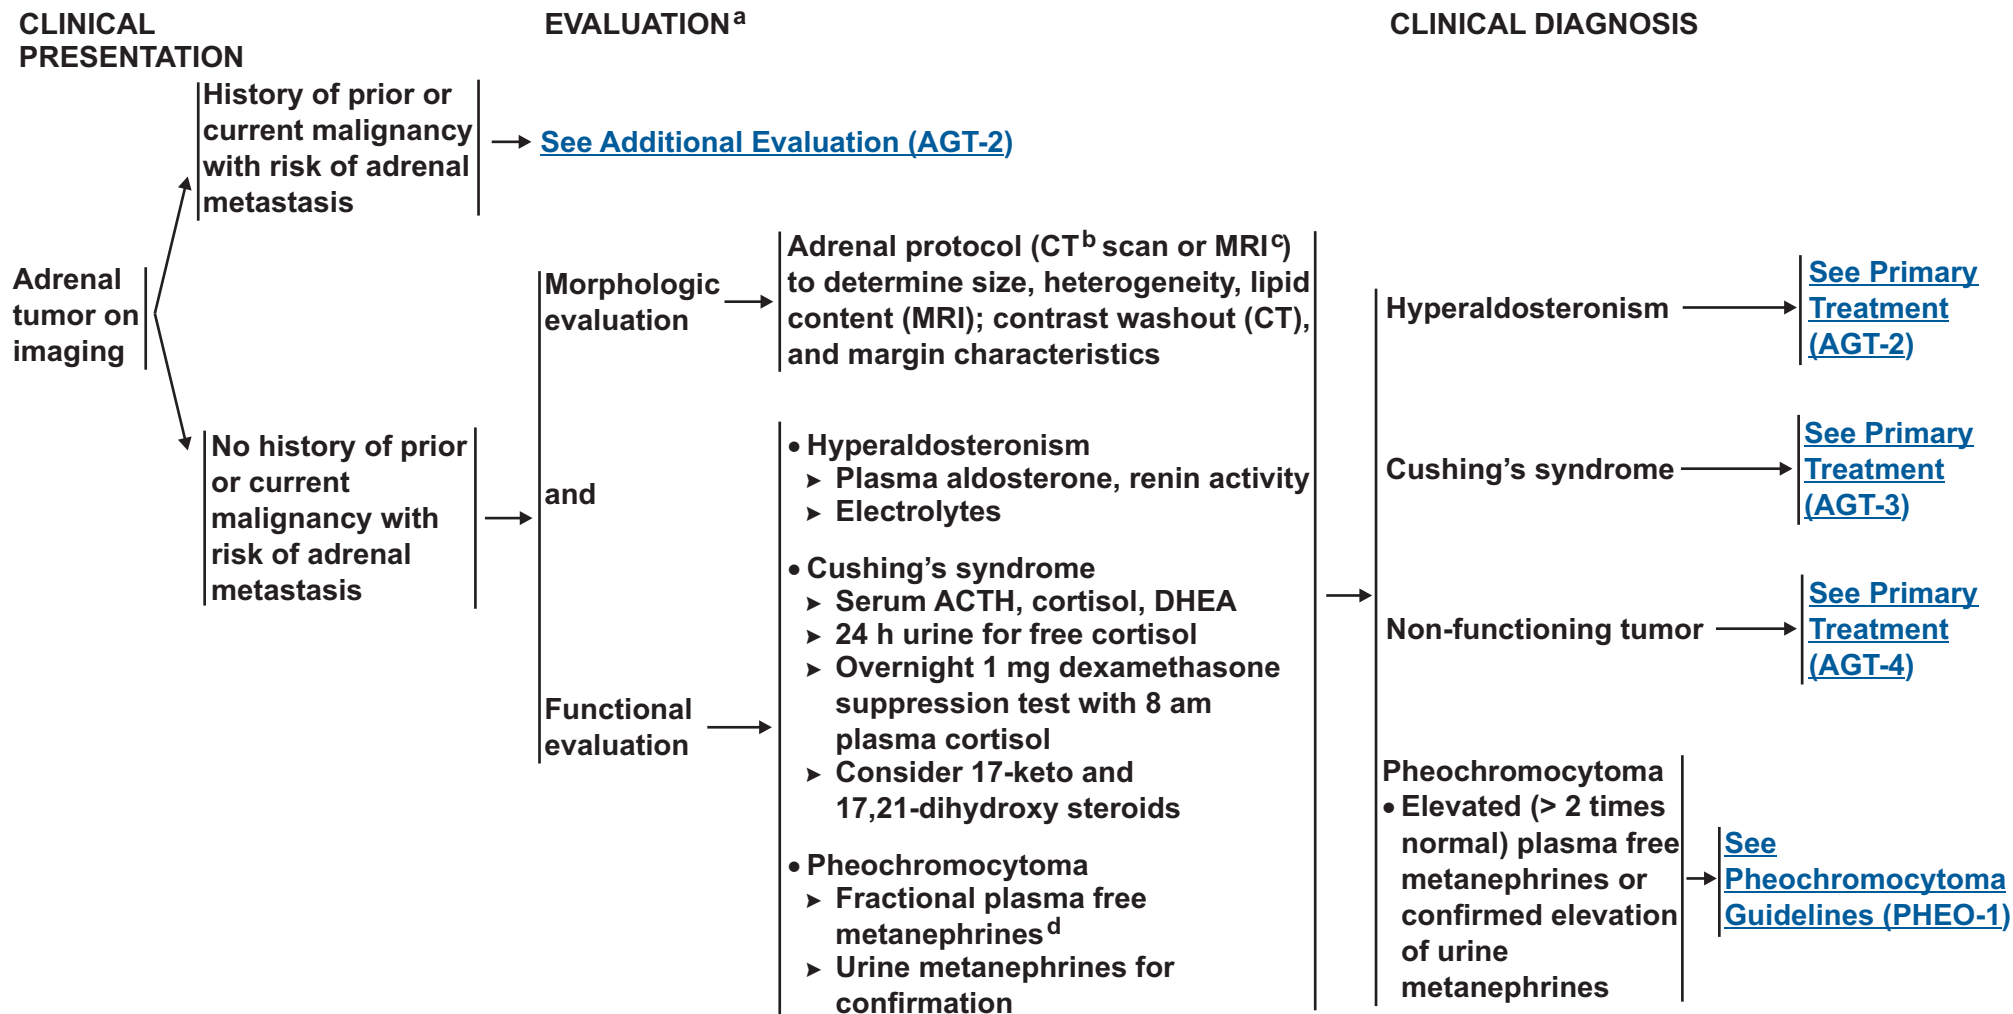 CLINICAL
PRESENTATION
EVALUATIONa
CLINICAL DIAGNOSIS
History of prior or
current malignancy
with risk of adrenal
metastasis
See Additional Evaluation (AGT-2)
Adrenal
tumor on
imaging
No history of prior
or current
malignancy with
risk of adrenal
metastasis
Morphologic
evaluation
and
Functional
evaluation
Adrenal protocol (CTb scan or MRIc)
to determine size, heterogeneity, lipid
content (MRI); contrast washout (CT),
and margin characteristics
• Hyperaldosteronism
➤ Plasma aldosterone, renin activity
➤ Electrolytes
• Cushing’s syndrome
➤ Serum ACTH, cortisol, DHEA
➤ 24 h urine for free cortisol
➤ Overnight 1 mg dexamethasone
suppression test with 8 am
plasma cortisol
➤ Consider 17-keto and
17,21-dihydroxy steroids
• Pheochromocytoma
➤ Fractional plasma free
metanephrinesd
➤ Urine metanephrines for
confirmation
Hyperaldosteronism
See Primary
Treatment
(AGT-2)
Cushing’s syndrome
See Primary
Treatment
(AGT-3)
Non-functioning tumor
See Primary
Treatment
(AGT-4)
Pheochromocytoma
• Elevated (> 2 times
normal) plasma free
metanephrines or
confirmed elevation
of urine
metanephrines
See
Pheochromocytoma
Guidelines (PHEO-1)